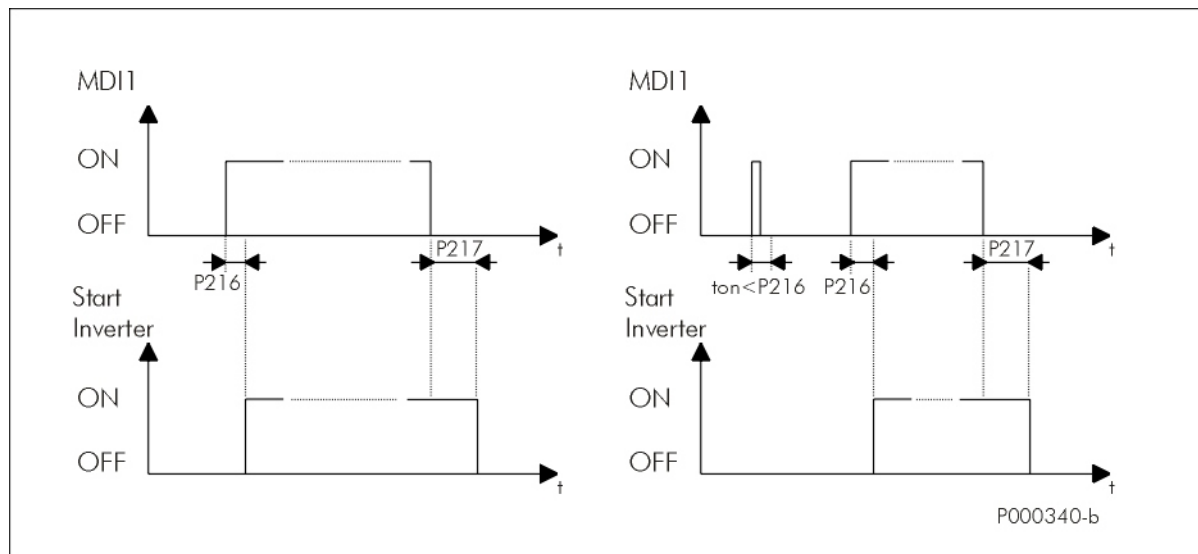 MDI1
ON
OFF
t
P216
P217
Start
Inverter
ON
OFF
t
MDI1
ON
OFF
t
ton<P216
P216
P217
Start
Inverter
ON
OFF
t
P000340-b